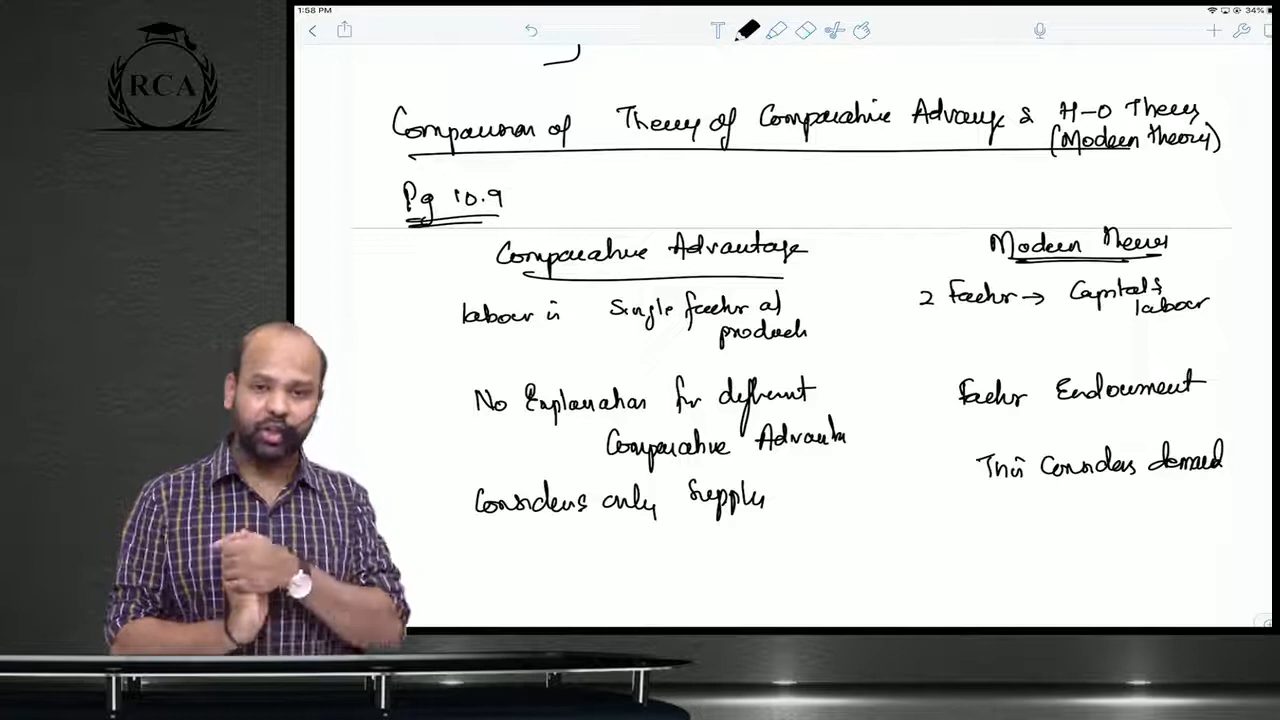 1:58 PM
34%
RCA
T
Comparison of Theory of Comparative Advantage & H-O Theory
(Modern Theory)
Pg 10.9
Comparative Advantage
Modern Theory
labour is Single factor of
production
2 Factor → Capital &
labour
No Explanation for different
Comparative Advanta
Factor Endowment
Considers only Supply
This Considers demand